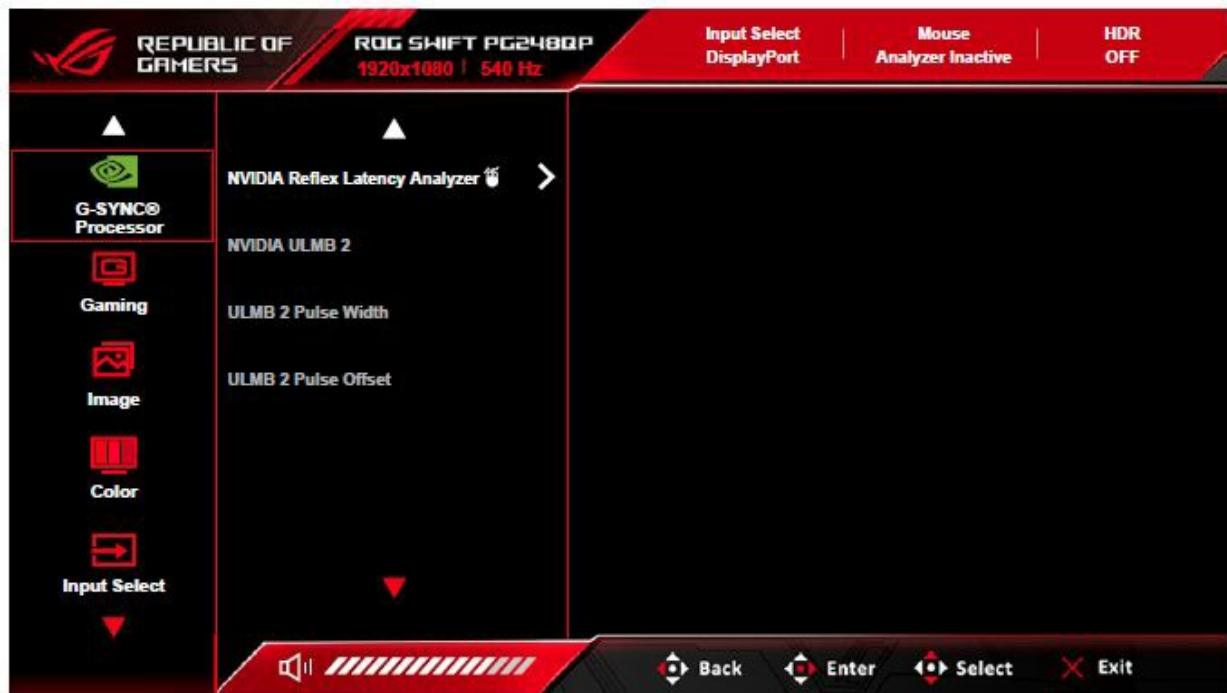 REPUBLIC OF
GAMERS
ROG SWIFT PG248QP
1920x1080 | 540 Hz
Input Select
DisplayPort
Mouse
Analyzer Inactive
HDR
OFF
G-SYNC®
Processor
Gaming
Image
Color
Input Select
NVIDIA Reflex Latency Analyzer
NVIDIA ULMB 2
ULMB 2 Pulse Width
ULMB 2 Pulse Offset
Back
Enter
Select
Exit